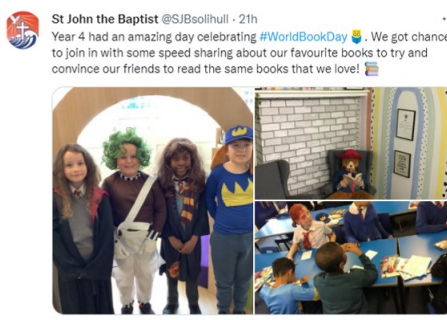 St John the Baptist @SJBsolihull · 21h
Year 4 had an amazing day celebrating #WorldBookDay. We got chance
to join in with some speed sharing about our favourite books to try and
convince our friends to read the same books that we love!